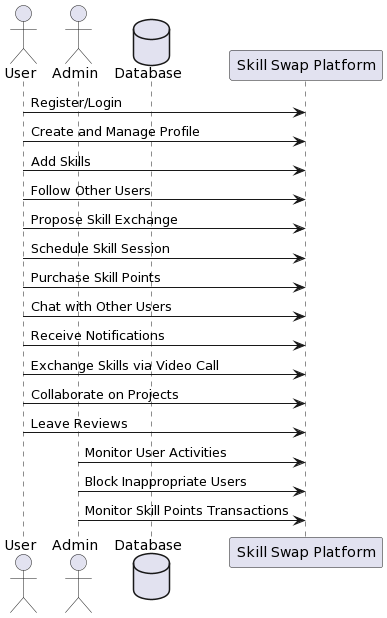 User Admin Database Skill Swap Platform
Register/Login
Create and Manage Profile
Add Skills
Follow Other Users
Propose Skill Exchange
Schedule Skill Session
Purchase Skill Points
Chat with Other Users
Receive Notifications
Exchange Skills via Video Call
Collaborate on Projects
Leave Reviews
Monitor User Activities
Block Inappropriate Users
Monitor Skill Points Transactions
User Admin Database Skill Swap Platform